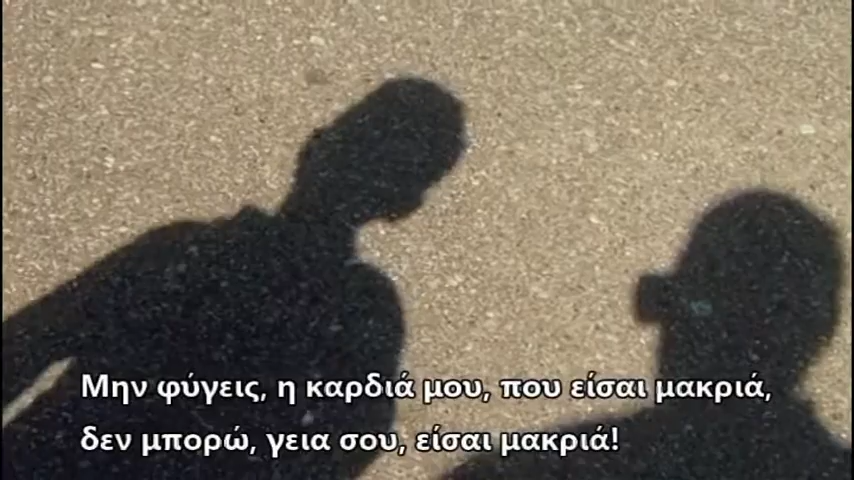 Μην φύγεις, η καρδιά μου, που είσαι μακριά,
δεν μπορώ, γεια σου, είσαι μακριά!